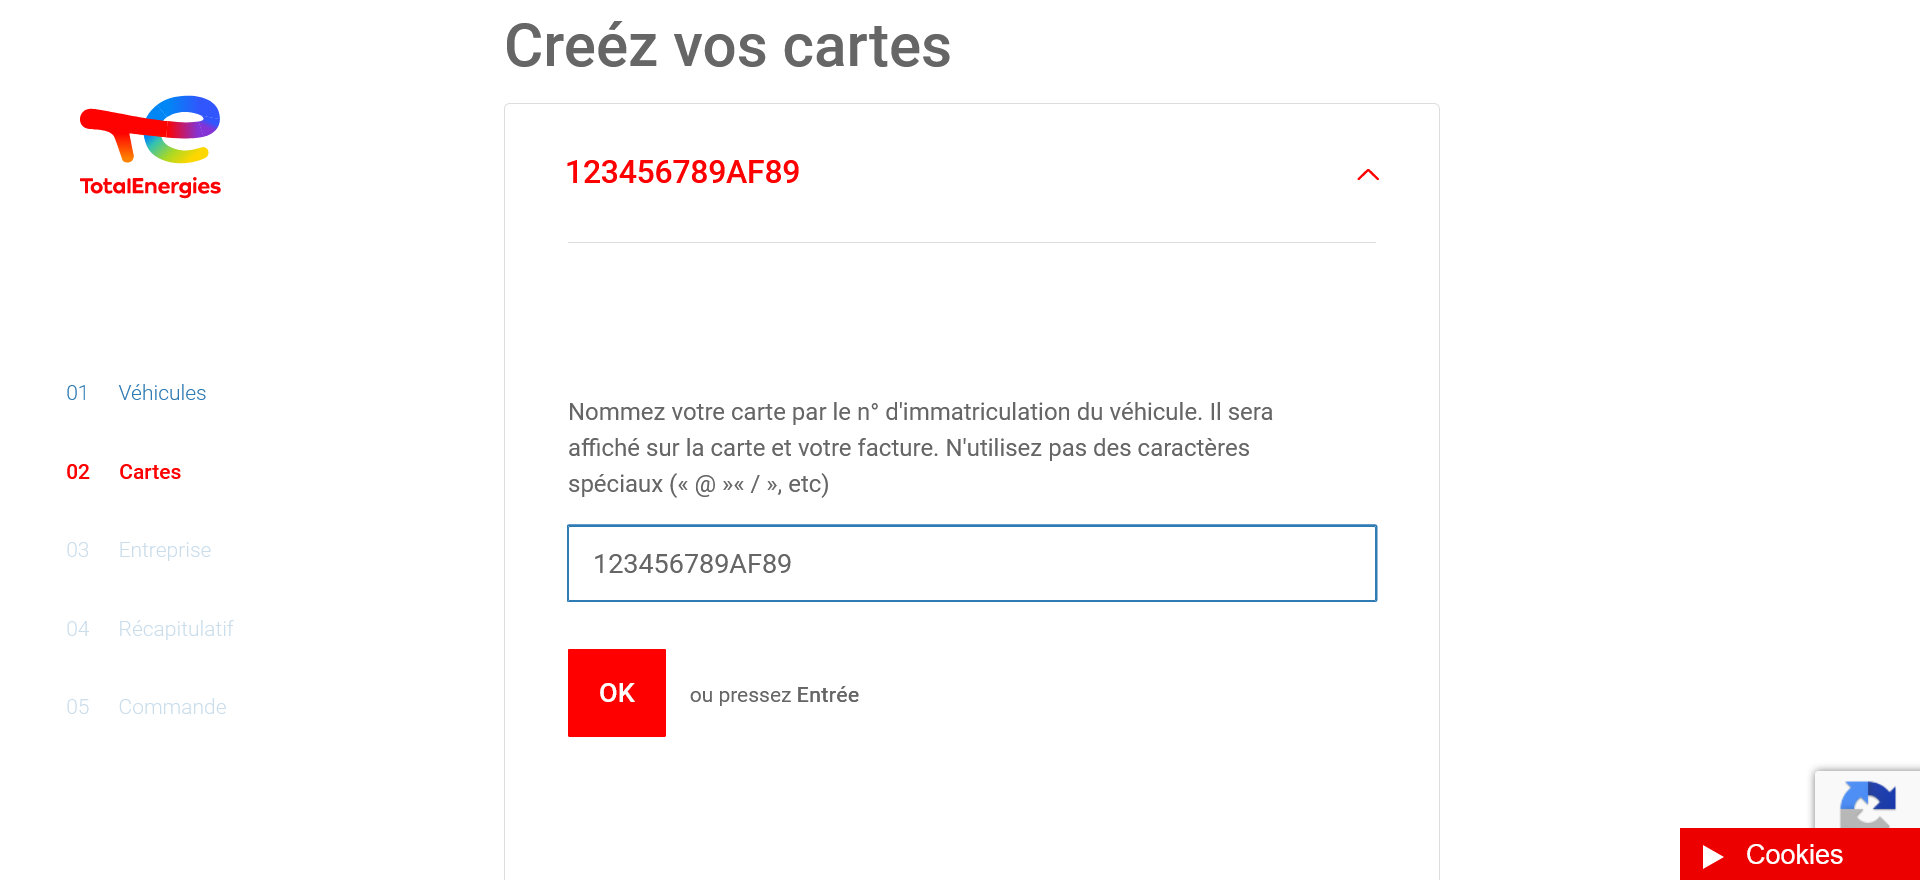 Creéz vos cartes
TotalEnergies
123456789AF89
01 Véhicules
02 Cartes
03 Entreprise
04 Récapitulatif
05 Commande
Nommez votre carte par le n° d'immatriculation du véhicule. Il sera
affiché sur la carte et votre facture. N'utilisez pas des caractères
spéciaux (« @ »« / », etc)
123456789AF89
OK ou pressez Entrée
Cookies